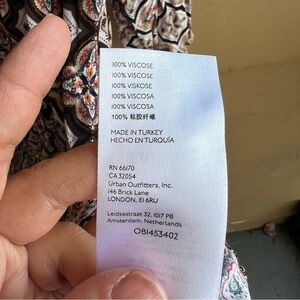 100% VISCOSE
100% VISCOSE
100% VISKOSE
100% VISCOSA
100% VISCOSA
100% 粘胶纤维
MADE IN TURKEY
HECHO EN TURQUÍA
RN 66170
CA 32054
Urban Outfitters, Inc.
146 Brick Lane
LONDON, E1 6RU
Leidsestraat 32, 1017 PB
Amsterdam, Netherlands
OB1453402